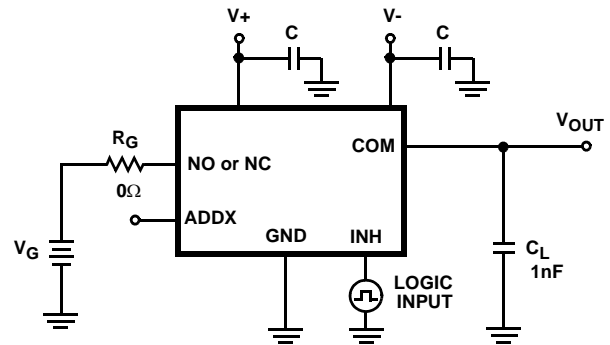 V+
V-
C
C
RG
0Ω
NO or NC
COM
VOUT
ADDX
GND
INH
VG
LOGIC
INPUT
CL
1nF